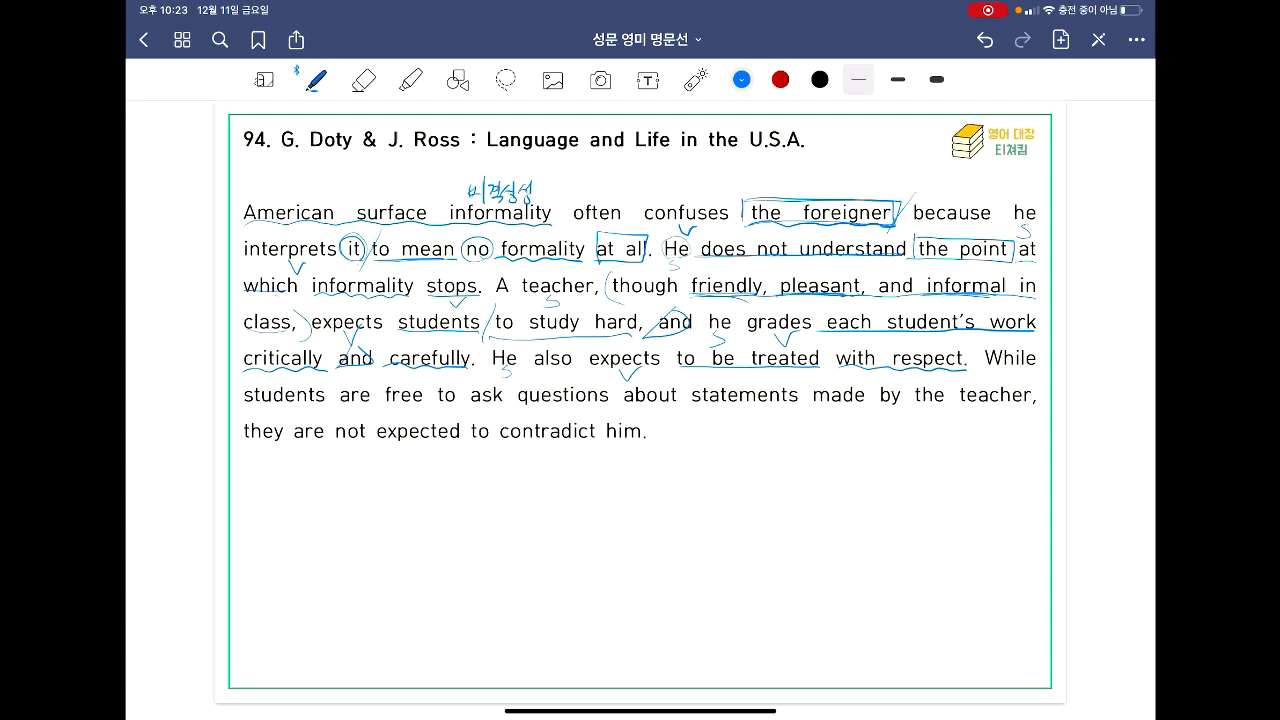 오후 10:23 12월 11일 금요일
충전 중이 아님
성문 영미 명문선
T
94. G. Doty & J. Ross : Language and Life in the U.S.A.
영어 대장
티쳐킴
비격식성
American surface informality often confuses the foreigner because he
interprets it to mean no formality at all. He does not understand the point at
which informality stops. A teacher, though friendly, pleasant, and informal in
class, expects students to study hard, and he grades each student's work
critically and carefully. He also expects to be treated with respect. While
students are free to ask questions about statements made by the teacher,
they are not expected to contradict him.